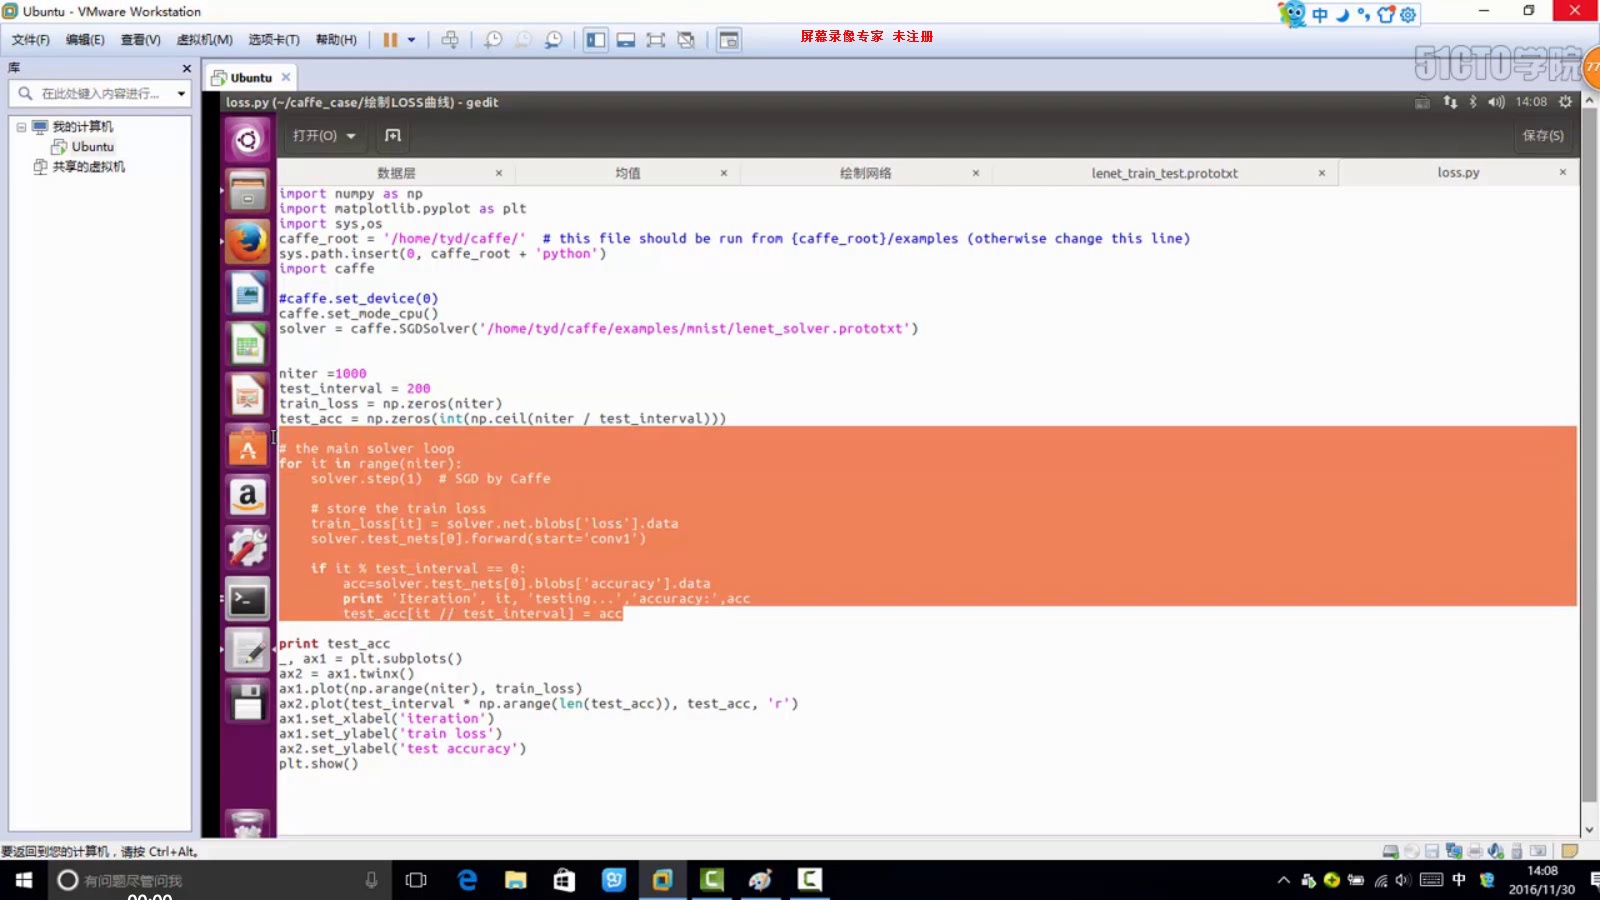 Ubuntu - VMware Workstation
中
文件(F) 编辑(E) 查看(V) 虚拟机(M) 选项卡(T) 帮助(H)
屏幕录像专家 未注册
51CTO学院
77
库
Ubuntu
在此处键入内容进行...
我的计算机
Ubuntu
共享的虚拟机
loss.py (~/caffe_case/绘制LOSS曲线) - gedit
14:08
打开(O)
保存(S)
数据层
均值
绘制网络
lenet_train_test.prototxt
loss.py
import numpy as np
import matplotlib.pyplot as plt
import sys,os
caffe_root = '/home/tyd/caffe/'  # this file should be run from {caffe_root}/examples (otherwise change this line)
sys.path.insert(0, caffe_root + 'python')
import caffe
#caffe.set_device(0)
caffe.set_mode_cpu()
solver = caffe.SGDSolver('/home/tyd/caffe/examples/mnist/lenet_solver.prototxt')
niter =1000
test_interval = 200
train_loss = np.zeros(niter)
test_acc = np.zeros(int(np.ceil(niter / test_interval)))
# the main solver loop
for it in range(niter):
    solver.step(1)  # SGD by Caffe
    # store the train loss
    train_loss[it] = solver.net.blobs['loss'].data
    solver.test_nets[0].forward(start='conv1')
    if it % test_interval == 0:
        acc=solver.test_nets[0].blobs['accuracy'].data
        print 'Iteration', it, 'testing...','accuracy:',acc
        test_acc[it // test_interval] = acc
print test_acc
_, ax1 = plt.subplots()
ax2 = ax1.twinx()
ax1.plot(np.arange(niter), train_loss)
ax2.plot(test_interval * np.arange(len(test_acc)), test_acc, 'r')
ax1.set_xlabel('iteration')
ax1.set_ylabel('train loss')
ax2.set_ylabel('test accuracy')
plt.show()
要返回到您的计算机，请按 Ctrl+Alt。
有问题尽管问我
中
14:08
2016/11/30